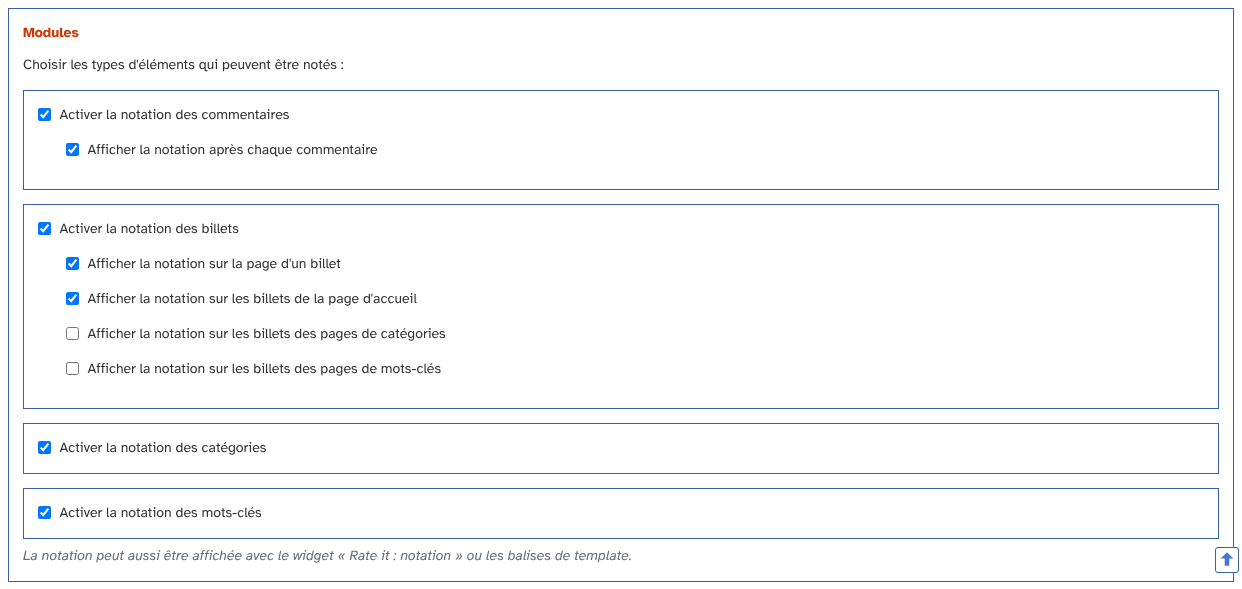 Modules
Choisir les types d'éléments qui peuvent être notés :
Activer la notation des commentaires
Afficher la notation après chaque commentaire
Activer la notation des billets
Afficher la notation sur la page d'un billet
Afficher la notation sur les billets de la page d'accueil
Afficher la notation sur les billets des pages de catégories
Afficher la notation sur les billets des pages de mots-clés
Activer la notation des catégories
Activer la notation des mots-clés
La notation peut aussi être affichée avec le widget « Rate it : notation » ou les balises de template.